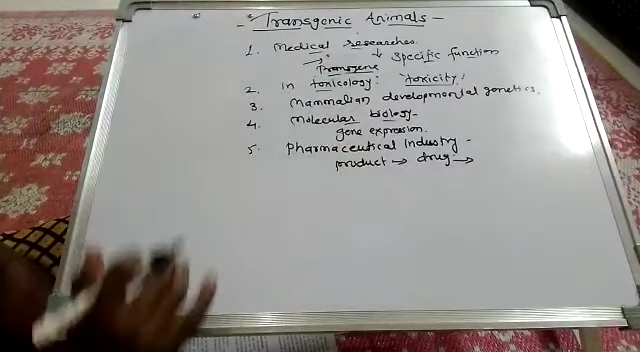 - Transgenic Animals -
1. Medical researches.
→ ↓ Specific function
Transgene
2. In toxicology: "toxicity!
3. Mammalian developmental genetics.
4. Molecular biology-
gene expression.
5. Pharmaceutical Industry -
product → drug →